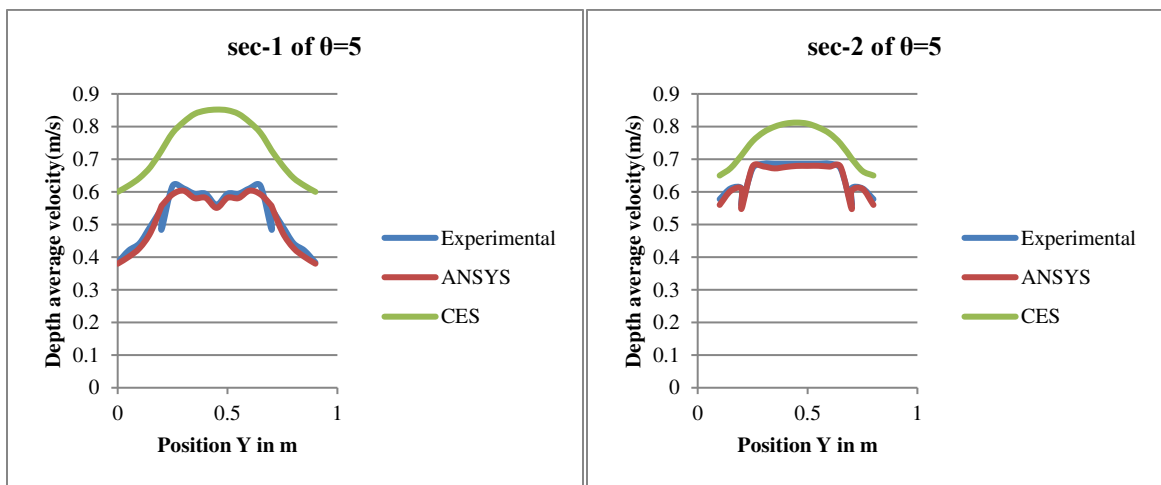 sec-1 of θ=5
Depth average velocity(m/s)
0.9
0.8
0.7
0.6
0.5
0.4
0.3
0.2
0.1
0
0
0.5
1
Position Y in m
Experimental
ANSYS
CES
sec-2 of θ=5
Depth average velocity(m/s)
0.9
0.8
0.7
0.6
0.5
0.4
0.3
0.2
0.1
0
0
0.5
1
Position Y in m
Experimental
ANSYS
CES